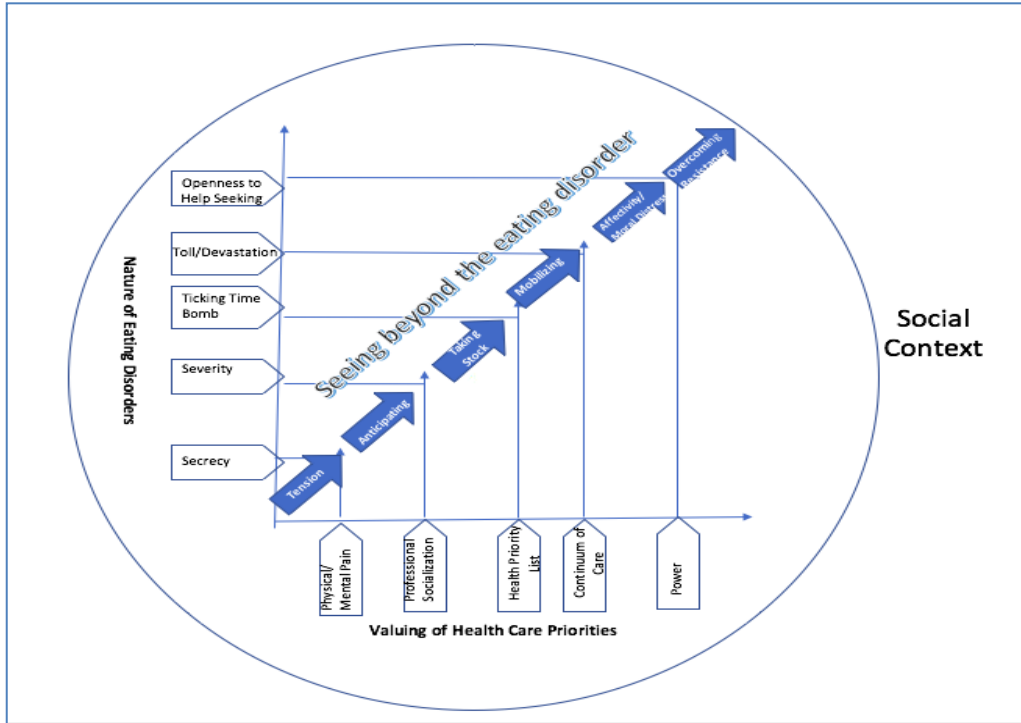 Seeing beyond the eating disorder
Nature of Eating Disorders
Openness to
Help Seeking
Toll/Devastation
Ticking Time
Bomb
Severity
Secrecy
Tension
Anticipating
Taking
Stock
Mobilizing
Affectivity/
Moral Distress
Overcoming
Resistance
Physical/
Mental Pain
Professional
Socialization
Health Priority
List
Continuum of
Care
Power
Valuing of Health Care Priorities
Social
Context